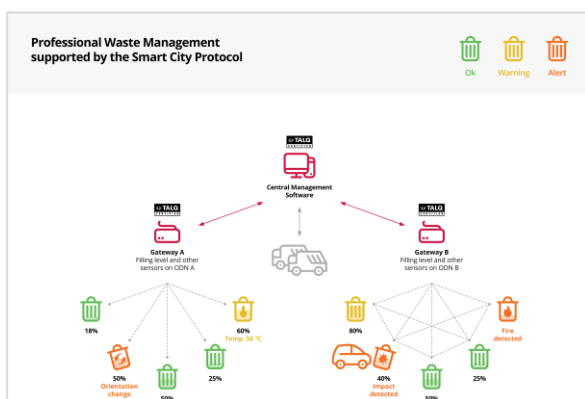 Professional Waste Management
supported by the Smart City Protocol
Ok
Warning
Alert
TALQ
Central Management
Software
TALQ
Gateway A
Filling level and other
sensors on ODN A
TALQ
Gateway B
Filling level and other
sensors on ODN B
18%
60%
Temp. 56 °C
80%
Fire
detected
50%
Orientation
change
50%
25%
40%
Impact
detected
50%
25%